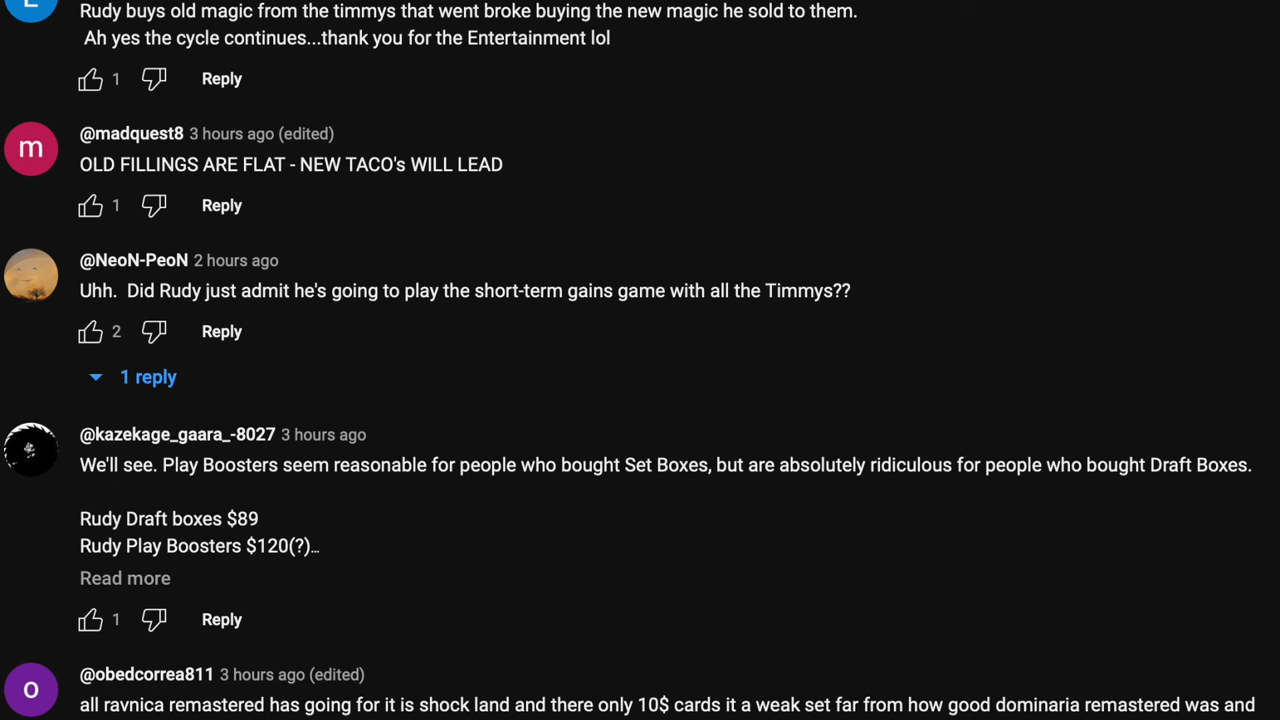 Rudy buys old magic from the timmys that went broke buying the new magic he sold to them.
Ah yes the cycle continues...thank you for the Entertainment lol
1 Reply
m
@madquest8 3 hours ago (edited)
OLD FILLINGS ARE FLAT - NEW TACO's WILL LEAD
1 Reply
@NeoN-PeoN 2 hours ago
Uhh. Did Rudy just admit he's going to play the short-term gains game with all the Timmys??
2 Reply
1 reply
@kazekage_gaara_-8027 3 hours ago
We'll see. Play Boosters seem reasonable for people who bought Set Boxes, but are absolutely ridiculous for people who bought Draft Boxes.
Rudy Draft boxes $89
Rudy Play Boosters $120(?)...
Read more
1 Reply
o
@obedcorrea811 3 hours ago (edited)
all ravnica remastered has going for it is shock land and there only 10$ cards it a weak set far from how good dominaria remastered was and